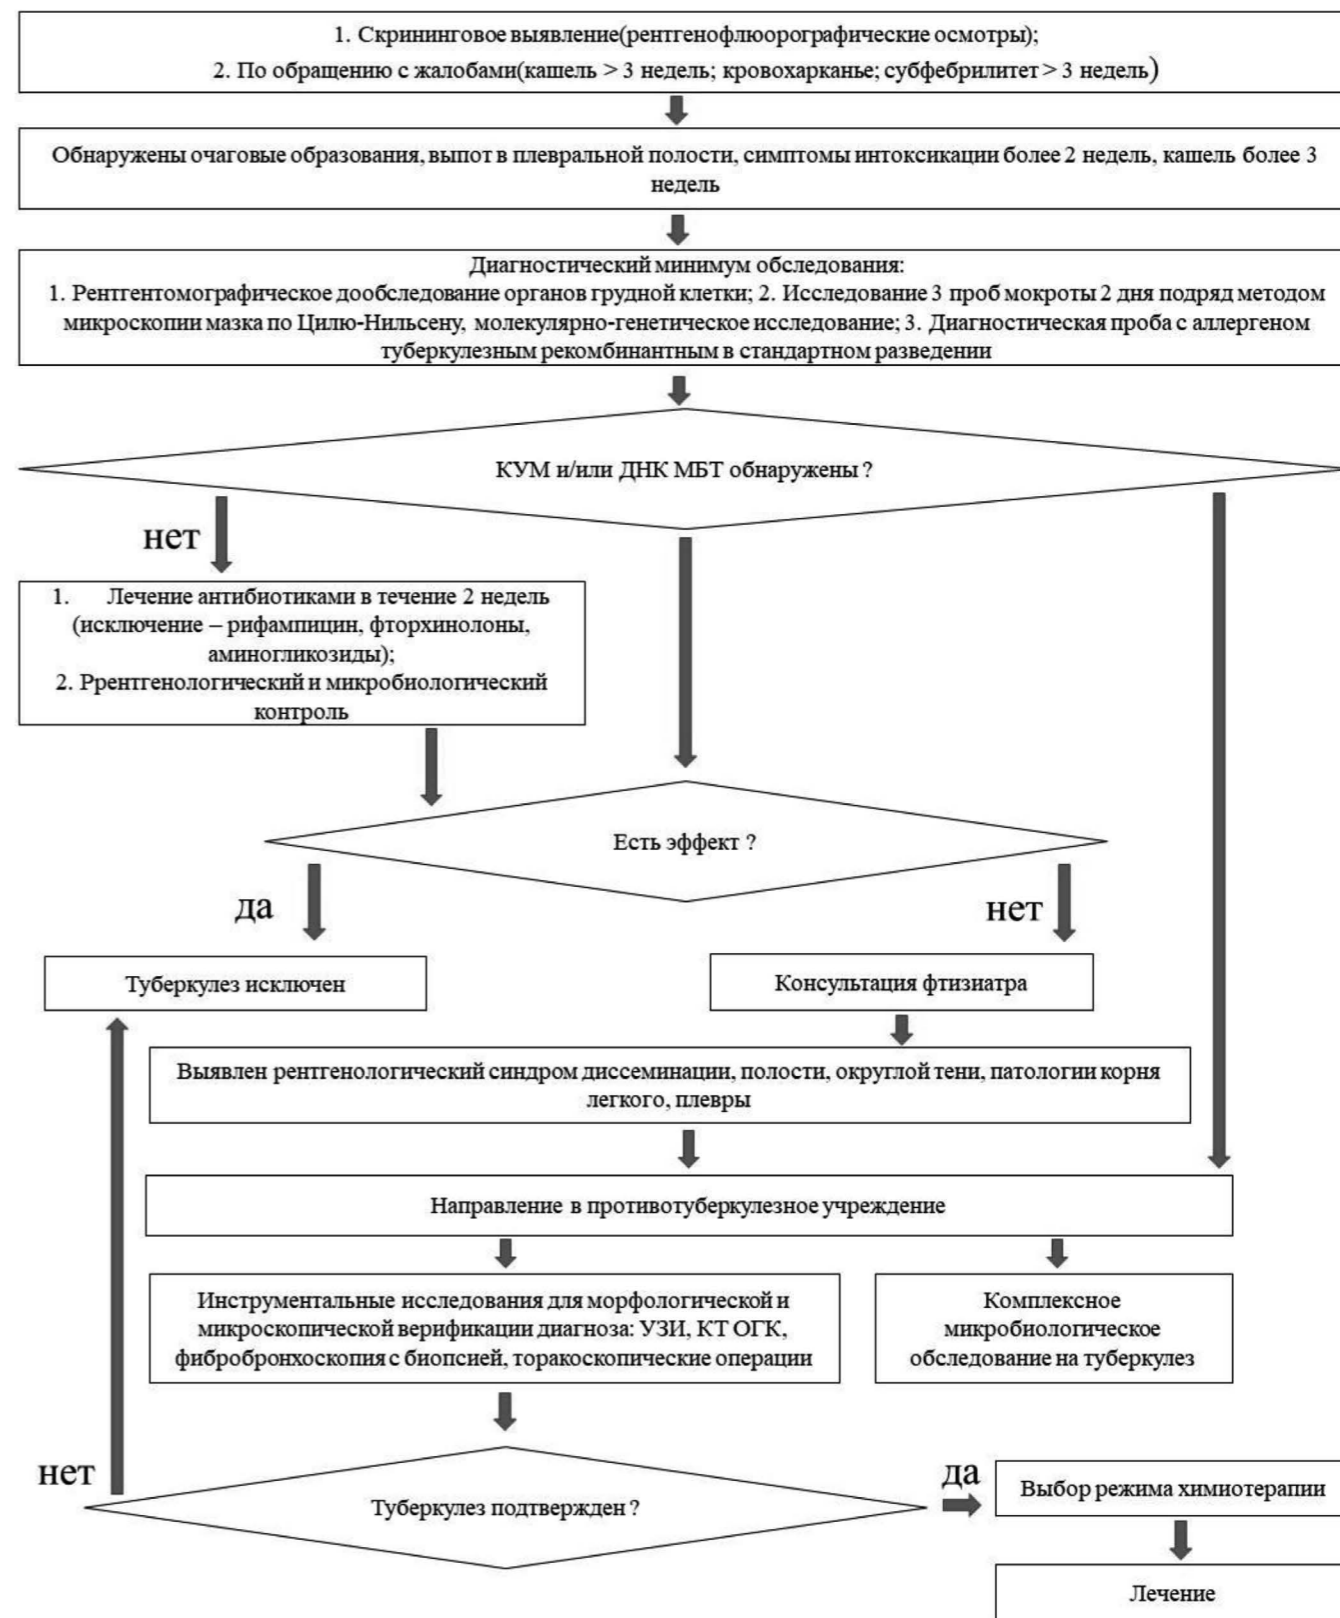 1. Скрининговое выявление(рентгенофлюорографические осмотры);
2. По обращению с жалобами(кашель > 3 недель; кровохарканье; субфебрилитет > 3 недель)
Обнаружены очаговые образования, выпот в плевральной полости, симптомы интоксикации более 2 недель, кашель более 3
недель
Диагностический минимум обследования:
1. Рентгентомографическое дообследование органов грудной клетки; 2. Исследование 3 проб мокроты 2 дня подряд методом
микроскопии мазка по Цилю-Нильсену, молекулярно-генетическое исследование; 3. Диагностическая проба с аллергеном
туберкулезным рекомбинантным в стандартном разведении
КУМ и/или ДНК МБТ обнаружены ?
нет
1. Лечение антибиотиками в течение 2 недель
(исключение – рифампицин, фторхинолоны,
аминогликозиды);
2. Ррентгенологический и микробиологический
контроль
Есть эффект ?
да
нет
Туберкулез исключен
Консультация фтизиатра
Выявлен рентгенологический синдром диссеминации, полости, округлой тени, патологии корня
легкого, плевры
Направление в противотуберкулезное учреждение
Инструментальные исследования для морфологической и
микроскопической верификации диагноза: УЗИ, КТ ОГК,
фибробронхоскопия с биопсией, торакоскопические операции
Комплексное
микробиологическое
обследование на туберкулез
нет
Туберкулез подтвержден ?
да
Выбор режима химиотерапии
Лечение